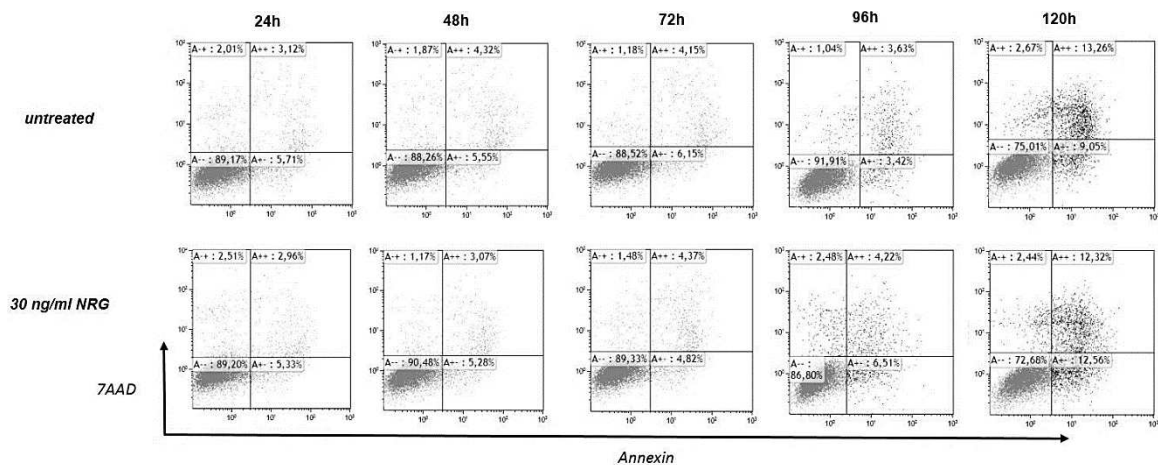 24h 48h 72h 96h 120h
untreated
A-+ : 2,01% A++ : 3,12%
A-- : 89,17% A+- : 5,71%
A-+ : 1,87% A++ : 4,32%
A-- : 88,26% A+- : 5,55%
A-+ : 1,18% A++ : 4,15%
A-- : 88,52% A+- : 6,15%
A-+ : 1,04% A++ : 3,63%
A-- : 91,91% A+- : 3,42%
A-+ : 2,67% A++ : 13,26%
A-- : 75,01% A+- : 9,05%
30 ng/ml NRG
A-+ : 2,51% A++ : 2,96%
A-- : 89,20% A+- : 5,33%
A-+ : 1,17% A++ : 3,07%
A-- : 90,48% A+- : 5,28%
A-+ : 1,48% A++ : 4,37%
A-- : 89,33% A+- : 4,82%
A-+ : 2,48% A++ : 4,22%
A-- : 86,80% A+- : 6,51%
A-+ : 2,44% A++ : 12,32%
A-- : 72,68% A+- : 12,56%
7AAD
Annexin